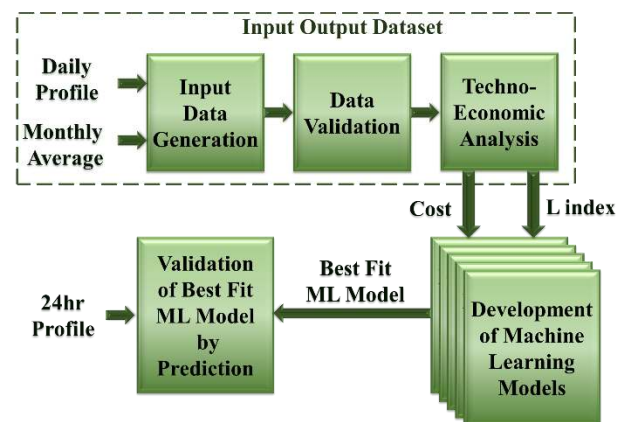 Input Output Dataset
Daily
Profile
Monthly
Average
Input
Data
Generation
Data
Validation
Techno-
Economic
Analysis
Cost
L index
24hr
Profile
Validation
of Best Fit
ML Model
by
Prediction
Best Fit
ML Model
Development
of Machine
Learning
Models